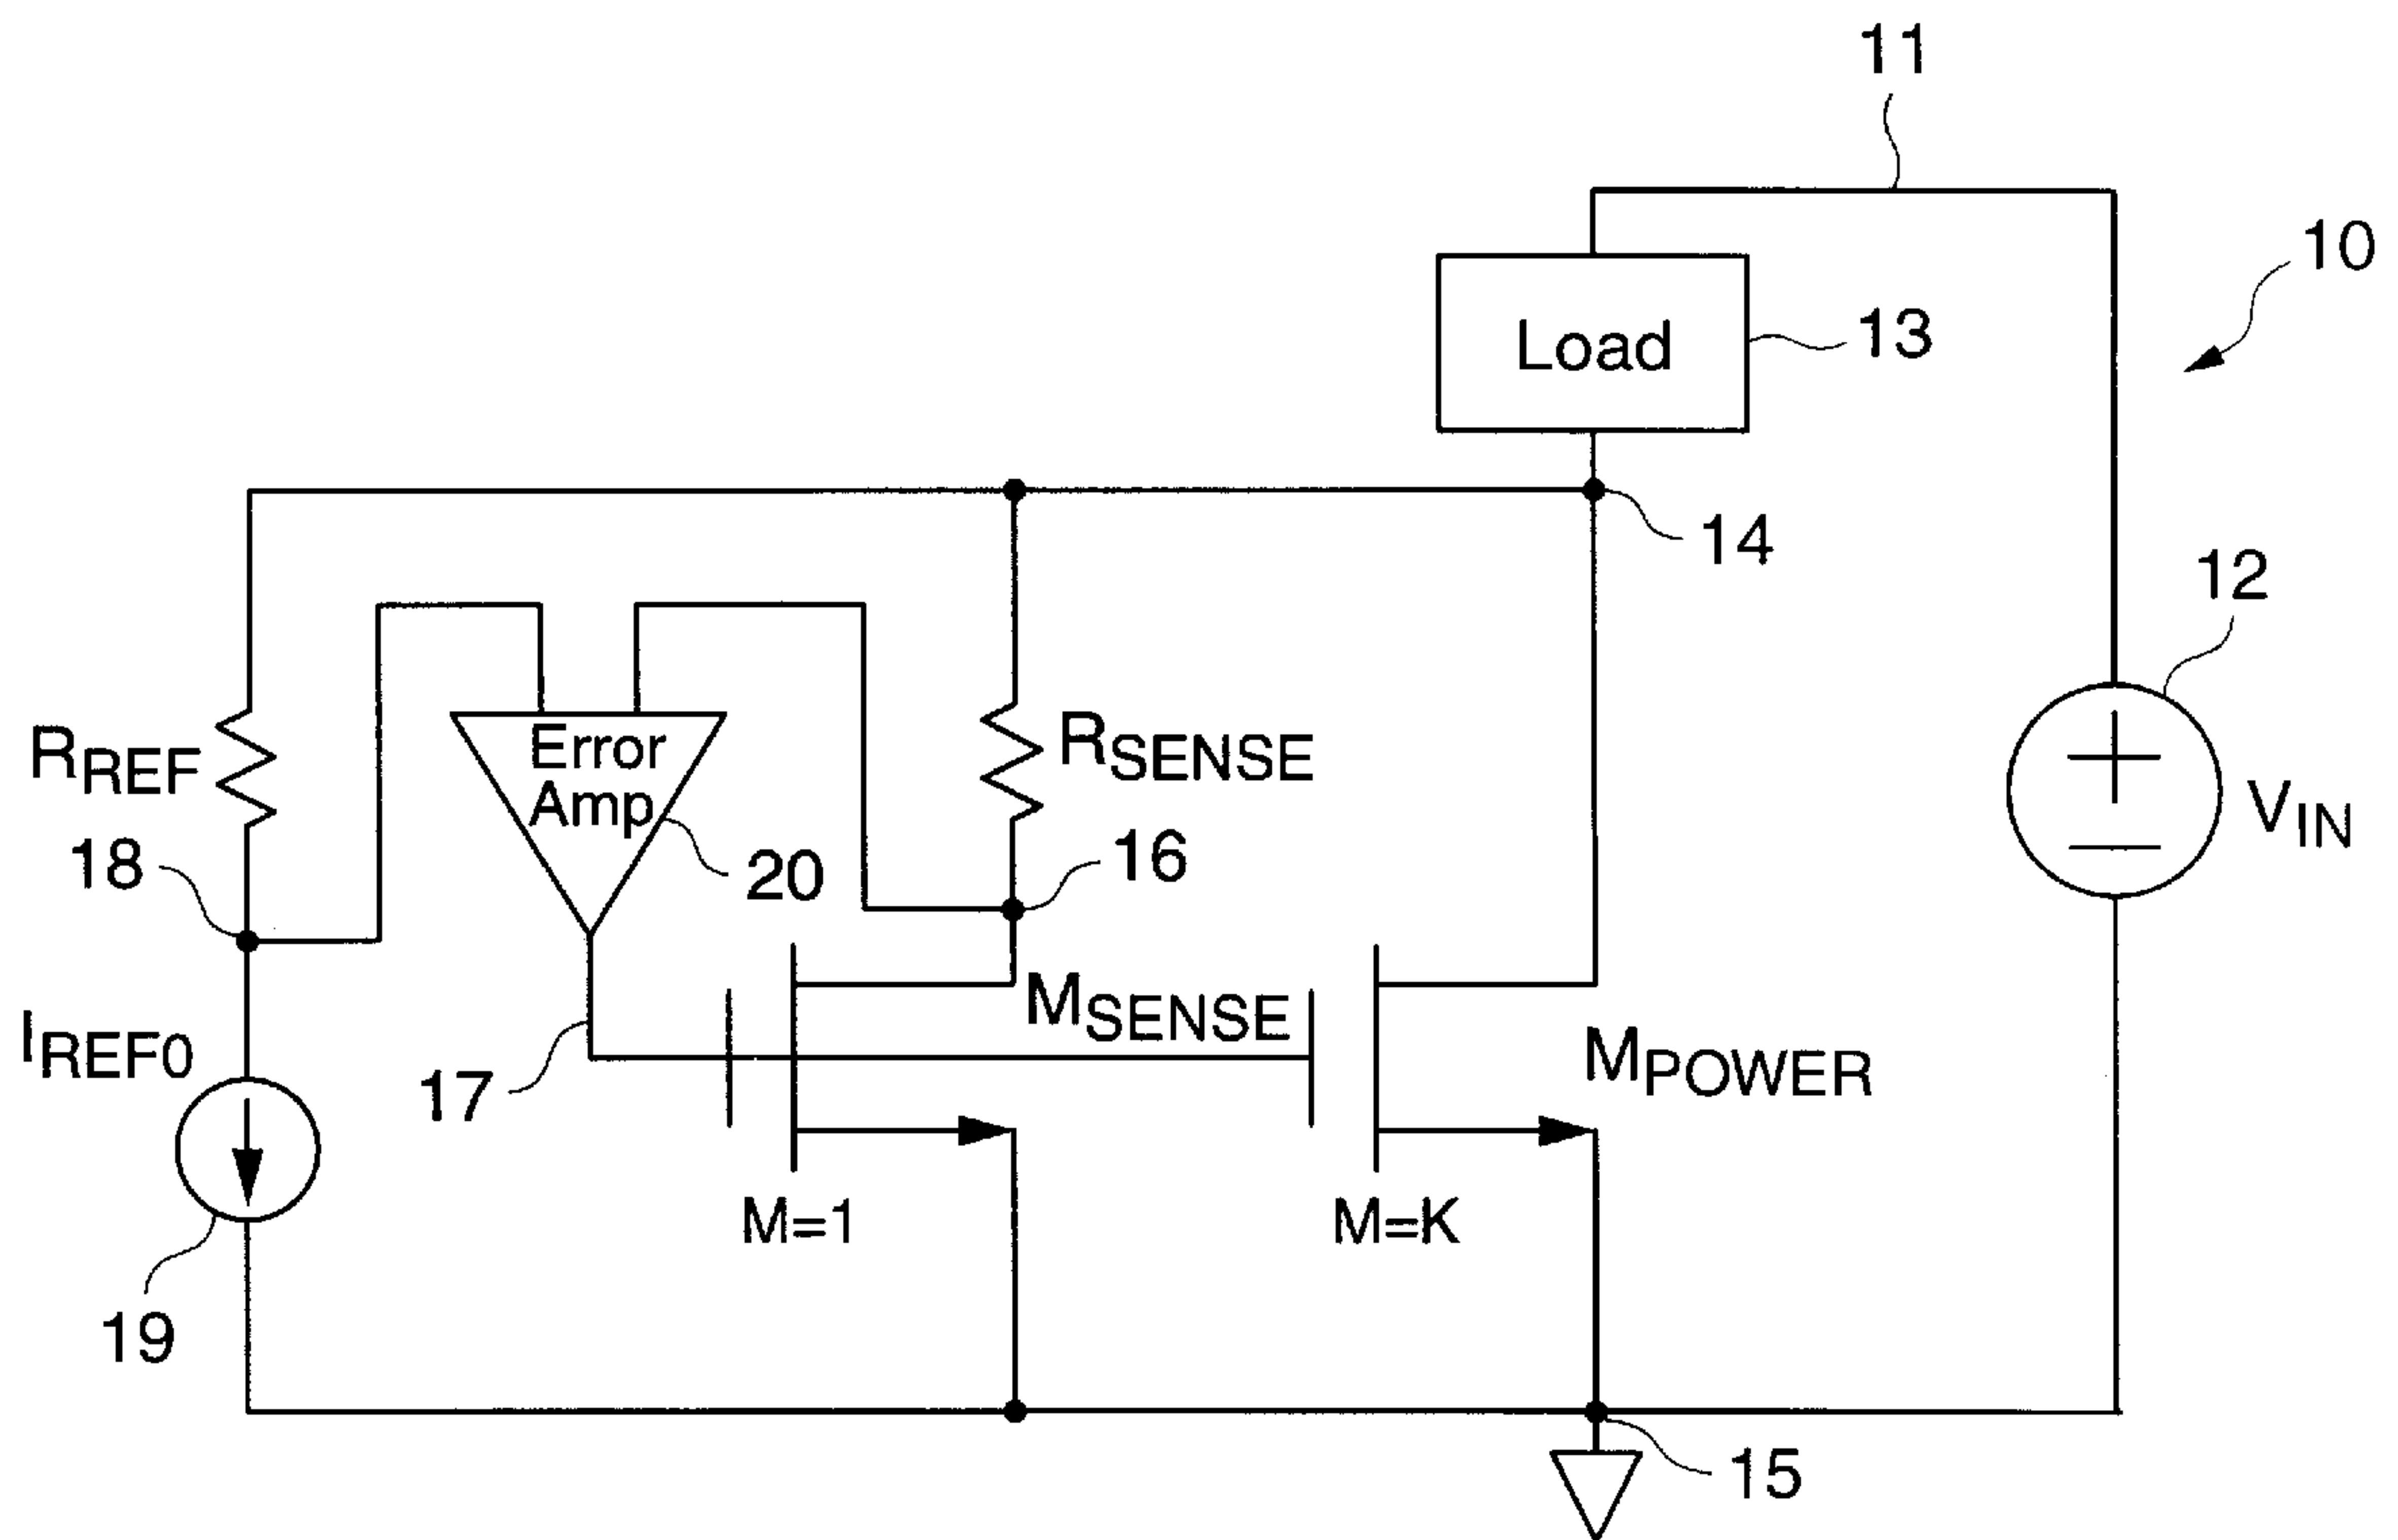 11
10
Load
13
14
12
Error
Amp
RREF
RSENSE
VIN
18
20
16
IREF0
MSENSE
MPOWER
17
M=1
M=K
19
15